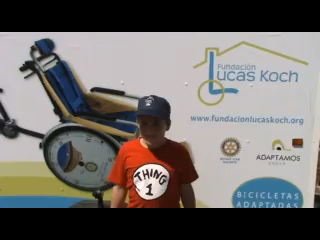 Fundación
Lucas Koch
www.fundacionlucaskoch.org
ADAPTAMOS
BICICLETAS
ADAPTADAS
THING
1